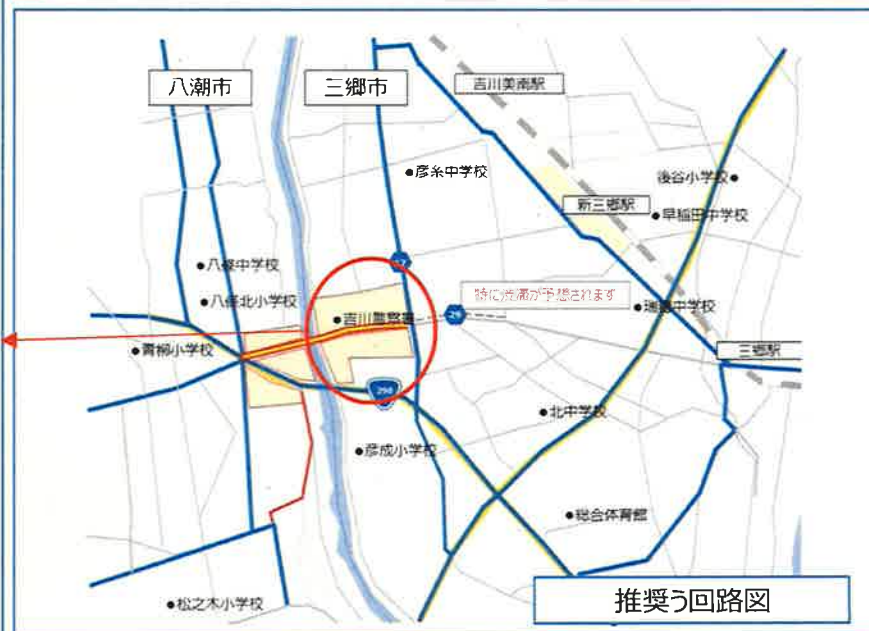 八潮市
三郷市
吉川美南駅
彦糸中学校
後谷小学校
新三郷駅
早稲田中学校
八條中学校
17
八條北小学校
特に渋滞が予想されます
吉川警察署
29
瑞穂中学校
青柳小学校
三郷駅
298
北中学校
彦成小学校
総合体育館
松之木小学校
推奨う回路図